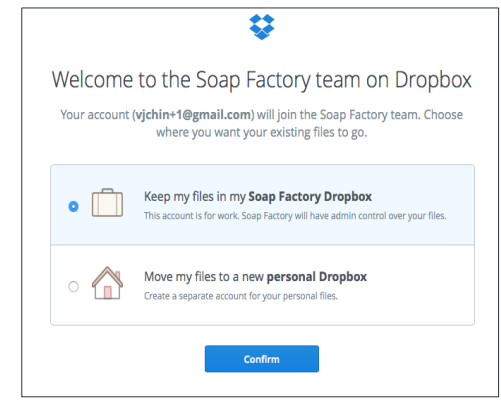 Welcome to the Soap Factory team on Dropbox
Your account (vjchin+1@gmail.com) will join the Soap Factory team. Choose
where you want your existing files to go.
Keep my files in my Soap Factory Dropbox
This account is for work. Soap Factory will have admin control over your files.
Move my files to a new personal Dropbox
Create a separate account for your personal files.
Confirm